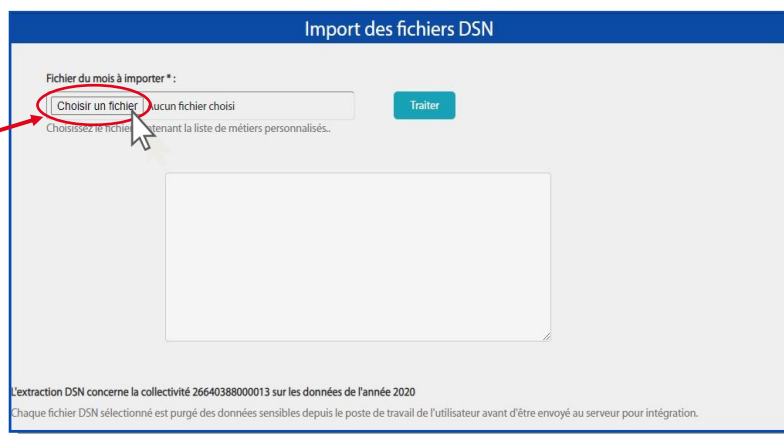 Import des fichiers DSN
Fichier du mois à importer * :
Choisir un fichier Aucun fichier choisi
Traiter
Choisissez le fichier contenant la liste de métiers personnalisés..
L'extraction DSN concerne la collectivité 26640388000013 sur les données de l'année 2020
Chaque fichier DSN sélectionné est purgé des données sensibles depuis le poste de travail de l'utilisateur avant d'être envoyé au serveur pour intégration.